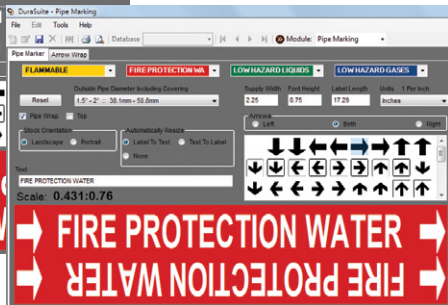 DuraSuite - Pipe Marking
File Edit Tools Help
Database Module: Pipe Marking
Pipe Marker Arrow Wrap
FLAMMABLE FIRE PROTECTION WA LOW HAZARD LIQUIDS LOW HAZARD GASES
Outside Pipe Diameter Including Covering Supply Width Font Height Label Length Units 1 Per Inch
Reset 1.5" - 2" :: 38.1mm - 50.8mm 2.25 0.75 17.29 Inches
Pipe Wrap Top
Arrows
Left Both Right
Stock Orientation Automatically Resize
Landscape Portrait Label To Text Text To Label
None
Text
FIRE PROTECTION WATER
Scale: 0.431:0.76
FIRE PROTECTION WATER
FIRE PROTECTION WATER